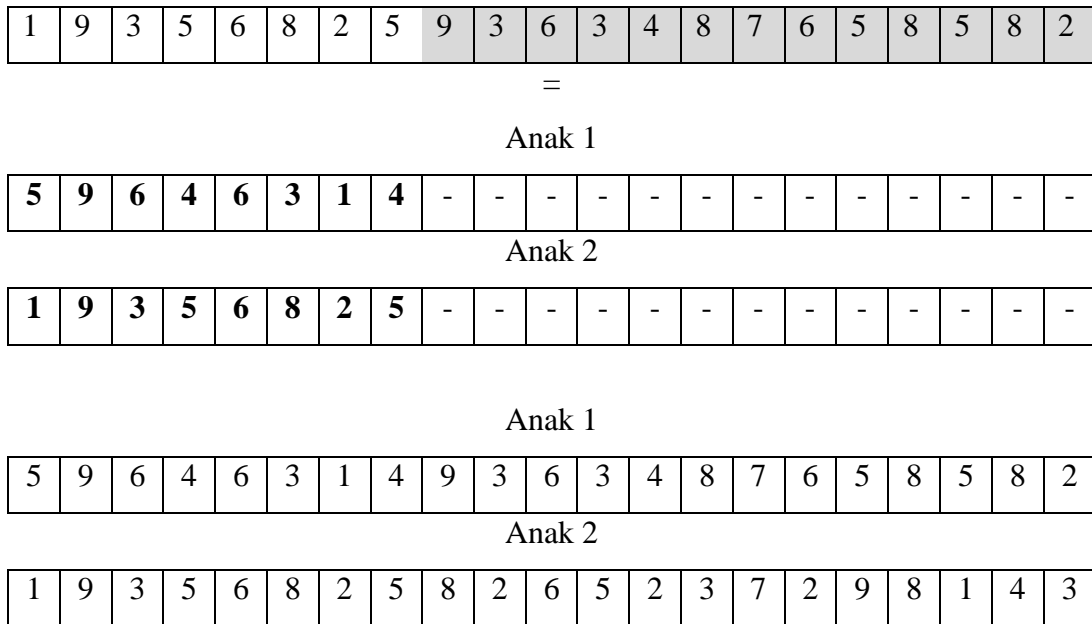 1 9 3 5 6 8 2 5 9 3 6 3 4 8 7 6 5 8 5 8 2
=
Anak 1
5 9 6 4 6 3 1 4 - - - - - - - - - - - - -
Anak 2
1 9 3 5 6 8 2 5 - - - - - - - - - - - - -
Anak 1
5 9 6 4 6 3 1 4 9 3 6 3 4 8 7 6 5 8 5 8 2
Anak 2
1 9 3 5 6 8 2 5 8 2 6 5 2 3 7 2 9 8 1 4 3